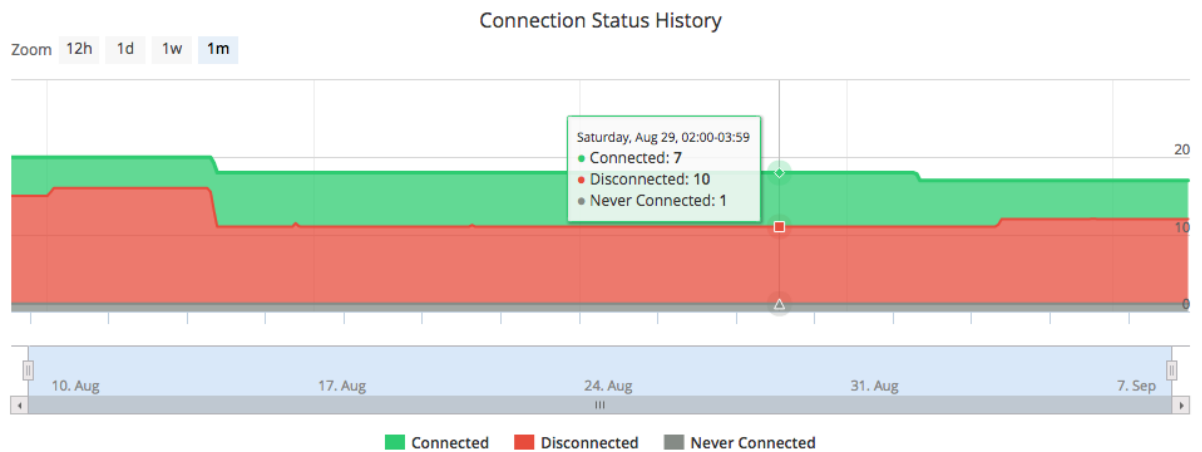 Connection Status History
Zoom 12h 1d 1w 1m
Saturday, Aug 29, 02:00-03:59
Connected: 7
Disconnected: 10
Never Connected: 1
20
10
0
10. Aug 17. Aug 24. Aug 31. Aug 7. Sep
Connected Disconnected Never Connected